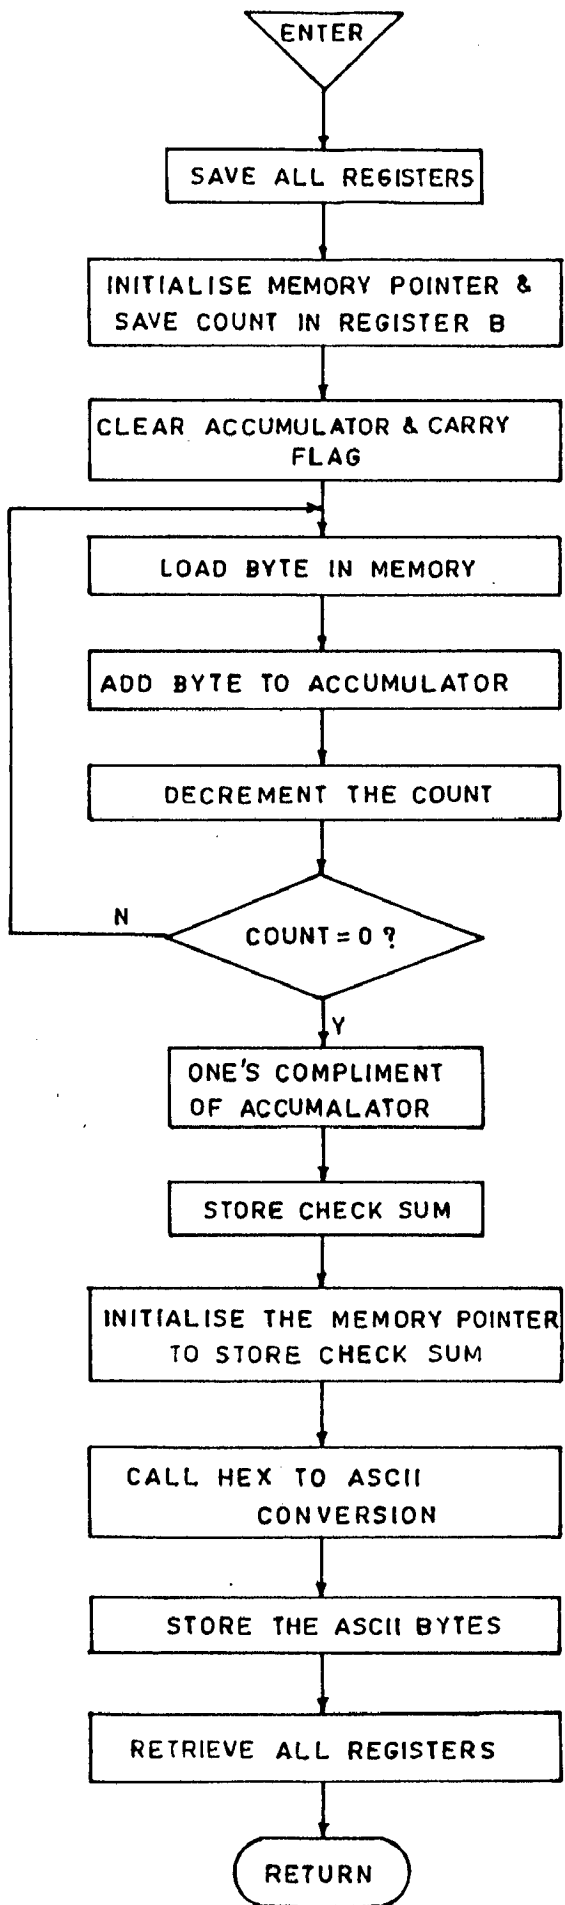 ENTER
SAVE ALL REGISTERS
INITIALISE MEMORY POINTER &
SAVE COUNT IN REGISTER B
CLEAR ACCUMULATOR & CARRY
FLAG
LOAD BYTE IN MEMORY
ADD BYTE TO ACCUMULATOR
DECREMENT THE COUNT
N
COUNT = 0 ?
Y
ONE'S COMPLIMENT
OF ACCUMALATOR
STORE CHECK SUM
INITIALISE THE MEMORY POINTER
TO STORE CHECK SUM
CALL HEX TO ASCII
CONVERSION
STORE THE ASCII BYTES
RETRIEVE ALL REGISTERS
RETURN